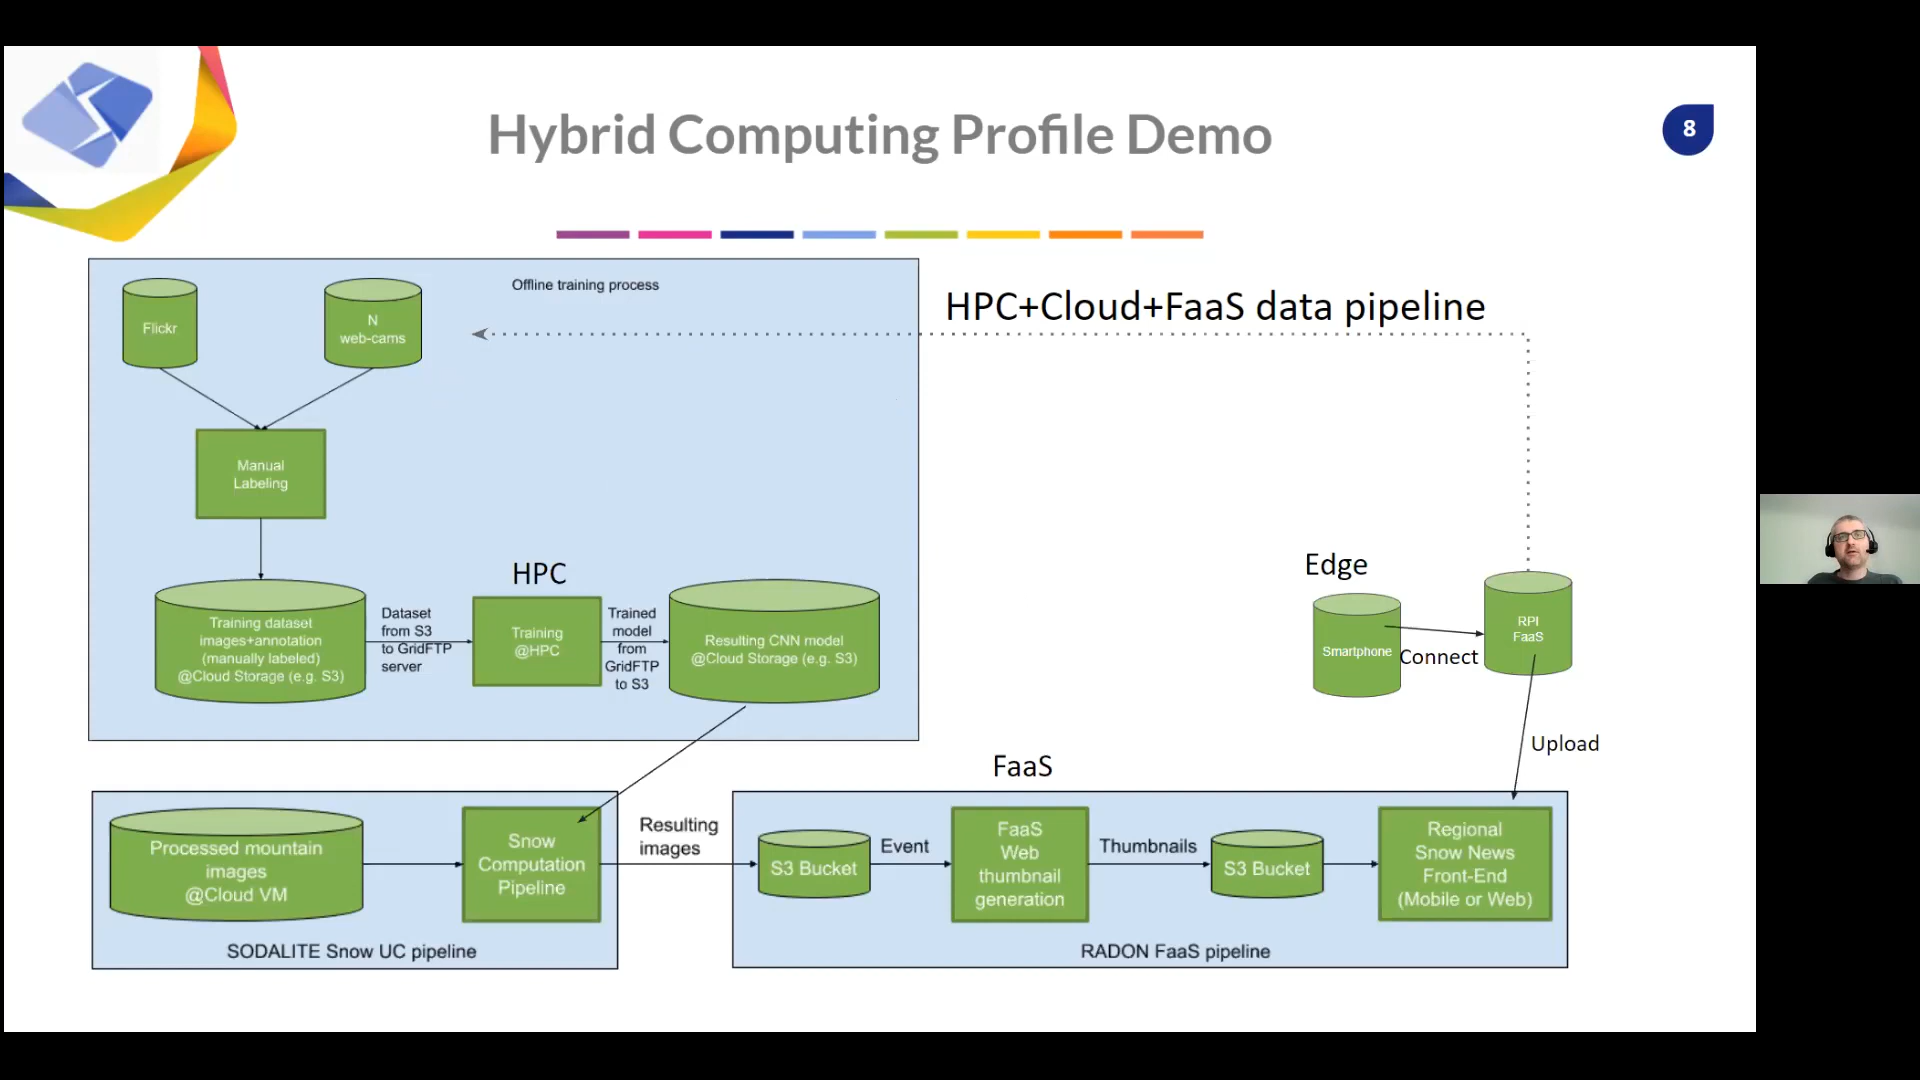 Hybrid Computing Profile Demo
8
Offline training process
Flickr
N
web-cams
HPC+Cloud+FaaS data pipeline
Manual
Labeling
HPC
Training dataset
images+annotation
(manually labeled)
@Cloud Storage (e.g. S3)
Dataset
from S3
to GridFTP
server
Training
@HPC
Trained
model
from
GridFTP
to S3
Resulting CNN model
@Cloud Storage (e.g. S3)
Edge
Smartphone
Connect
RPI
FaaS
Upload
FaaS
Processed mountain
images
@Cloud VM
Snow
Computation
Pipeline
SODALITE Snow UC pipeline
Resulting
images
S3 Bucket
Event
FaaS
Web
thumbnail
generation
Thumbnails
S3 Bucket
Regional
Snow News
Front-End
(Mobile or Web)
RADON FaaS pipeline